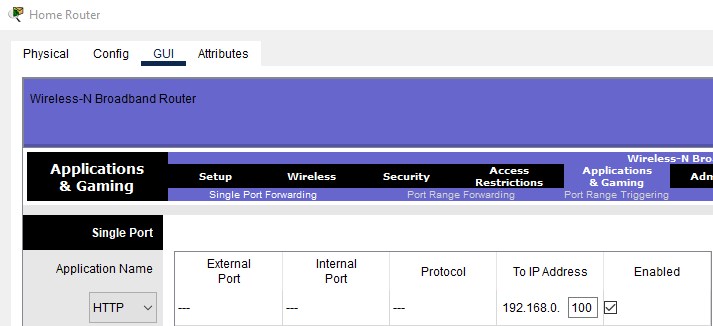 Home Router
Physical Config GUI Attributes
Wireless-N Broadband Router
Wireless-N Bro
Applications & Gaming
Setup Wireless Security Access Restrictions Applications & Gaming Adn
Single Port Forwarding Port Range Forwarding Port Range Triggering
Single Port
Application Name External Port Internal Port Protocol To IP Address Enabled
HTTP --- --- --- 192.168.0. 100